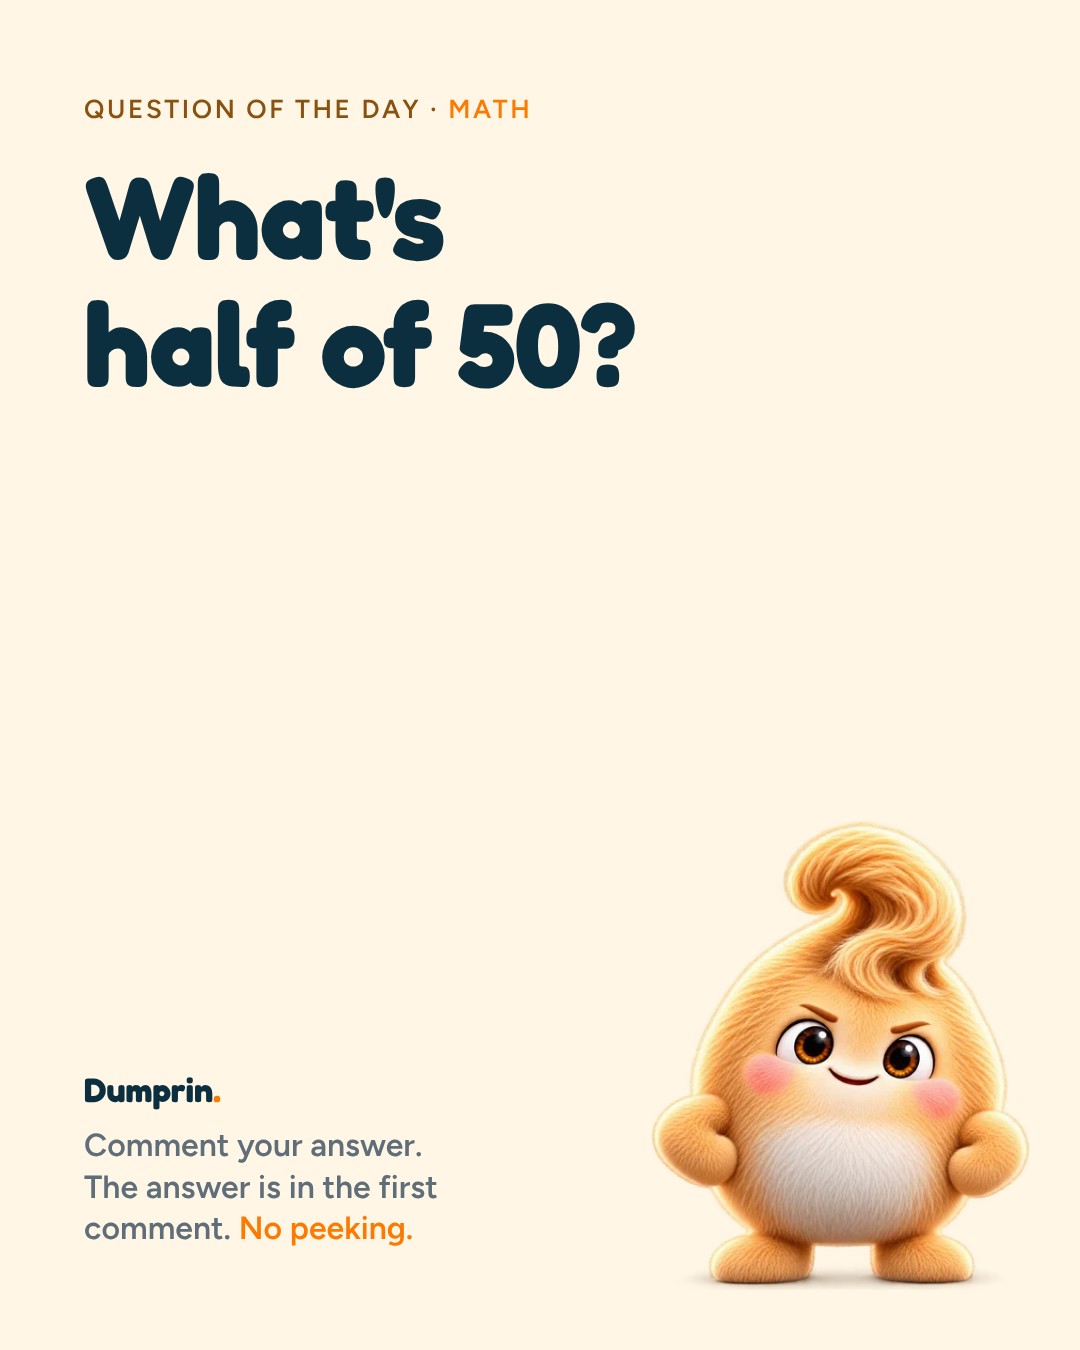 QUESTION OF THE DAY · MATH
What's
half of 50?
Dumprin.
Comment your answer.
The answer is in the first
comment. No peeking.